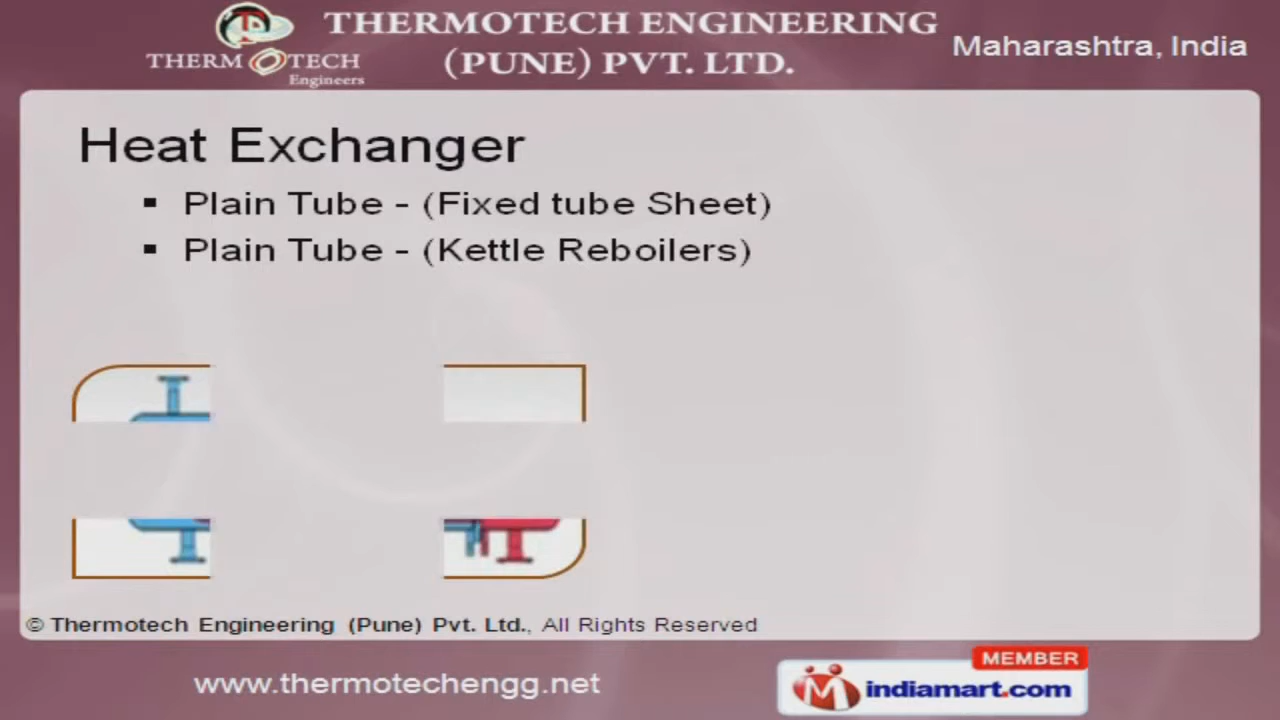 THERMOTECH
Engineers
THERMOTECH ENGINEERING
(PUNE) PVT. LTD.
Maharashtra, India
Heat Exchanger
▪ Plain Tube - (Fixed tube Sheet)
▪ Plain Tube - (Kettle Reboilers)
© Thermotech Engineering (Pune) Pvt. Ltd., All Rights Reserved
www.thermotechengg.net
MEMBER
indiamart.com